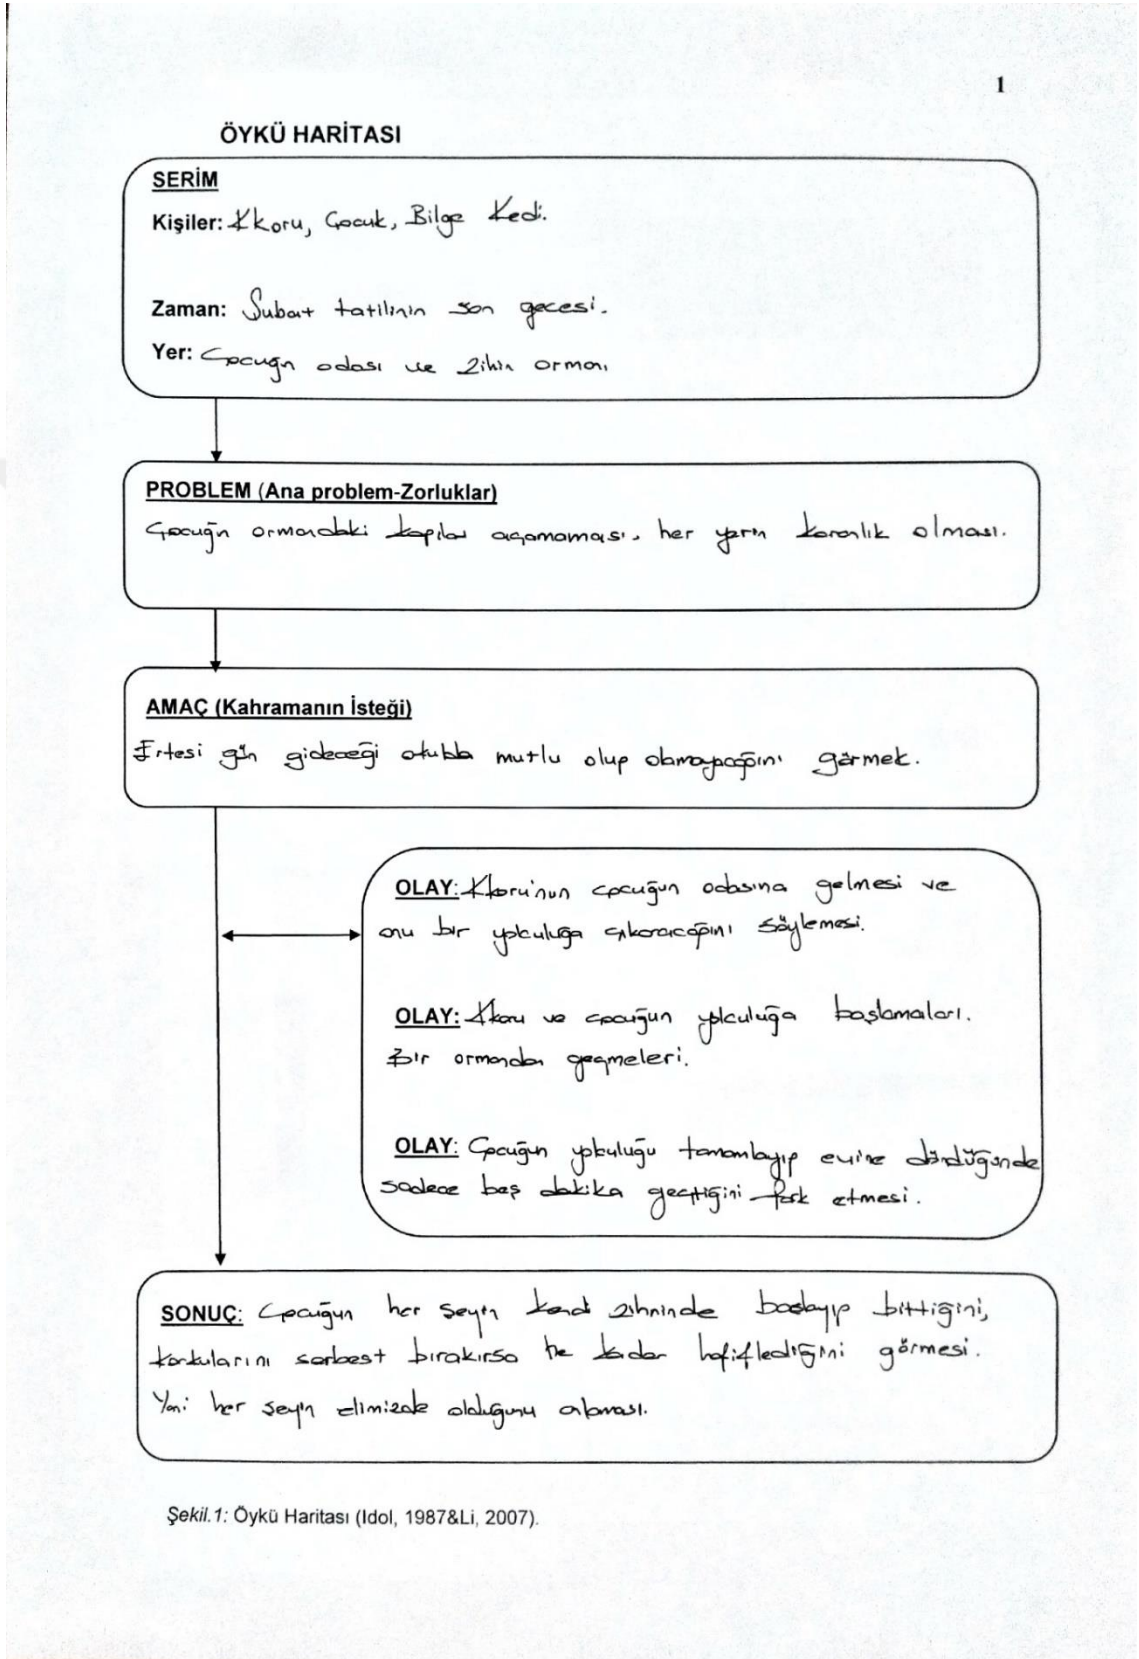 1
ÖYKÜ HARİTASI
SERİM
Kişiler: Kkoru, Çocuk, Bilge Kedi.
Zaman: Şubat tatilinin son gecesi.
Yer: Çocuğn odası ve zihin ormanı
PROBLEM (Ana problem-Zorluklar)
Çocuğn ormandaki kapıları açamaması, her yerin karanlık olması.
AMAÇ (Kahramanın İsteği)
Ertesi gün gideceği okulda mutlu olup olamayacağını görmek.
OLAY: Kkoru'nun çocuğun odasına gelmesi ve
onu bir yolculuğa çıkaracağını söylemesi.
OLAY: Kkoru ve çocuğun yolculuğa başlamaları.
Bir ormandan geçmeleri.
OLAY: Çocuğun yolculuğu tamamlayıp evine döndüğünde
sadece beş dakika geçtiğini fark etmesi.
SONUÇ: Çocuğun her şeyin kendi zihninde başlayıp bittiğini,
korkularını serbest bırakırsa ne kadar hafiflediğini görmesi.
Yani her şeyin elimizde olduğunu anlaması.
Şekil.1: Öykü Haritası (Idol, 1987&Li, 2007).